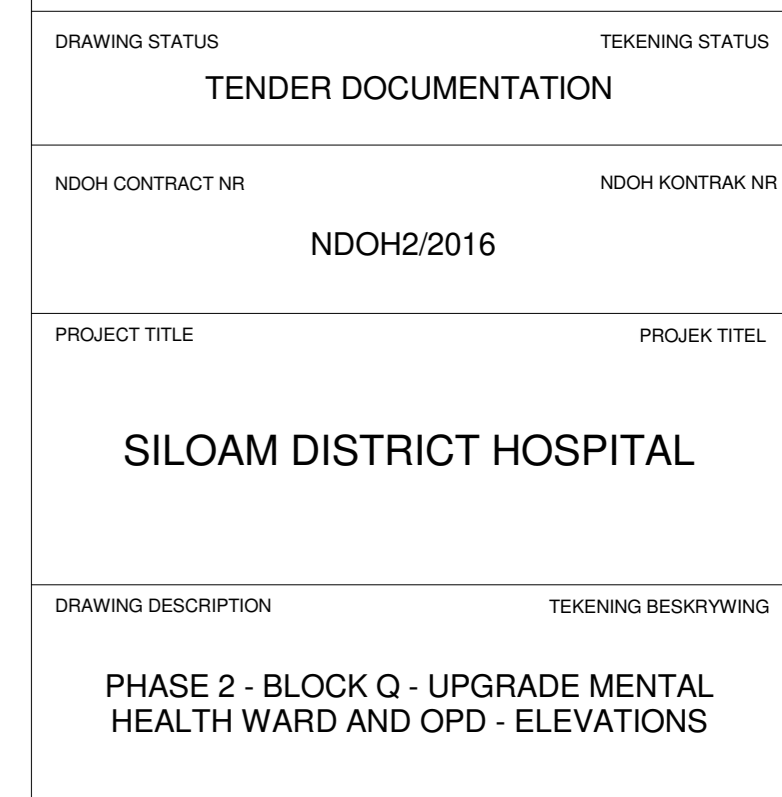 DRAWING STATUS TEKENING STATUS
TENDER DOCUMENTATION
NDOH CONTRACT NR NDOH KONTRAK NR
NDOH2/2016
PROJECT TITLE PROJEK TITEL
SILOAM DISTRICT HOSPITAL
DRAWING DESCRIPTION TEKENING BESKRYWING
PHASE 2 - BLOCK Q - UPGRADE MENTAL
HEALTH WARD AND OPD - ELEVATIONS